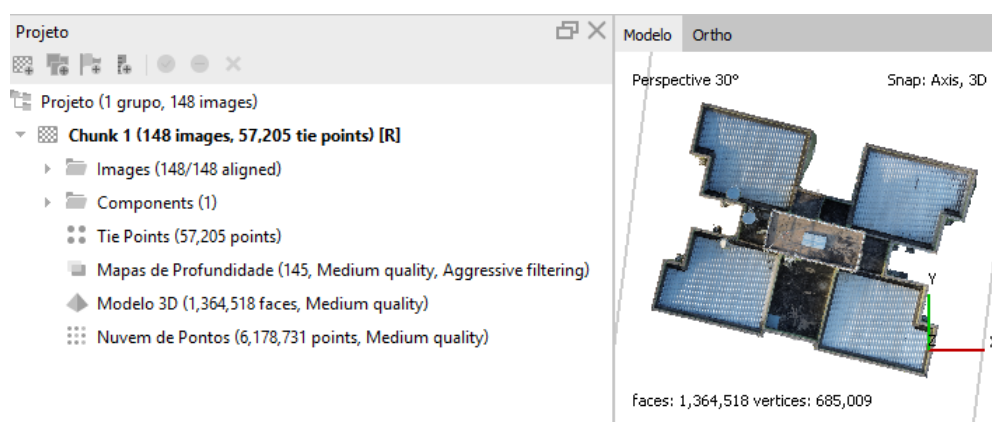 Projeto
Projeto (1 grupo, 148 images)
Chunk 1 (148 images, 57,205 tie points) [R]
Images (148/148 aligned)
Components (1)
Tie Points (57,205 points)
Mapas de Profundidade (145, Medium quality, Aggressive filtering)
Modelo 3D (1,364,518 faces, Medium quality)
Nuvem de Pontos (6,178,731 points, Medium quality)
Modelo Ortho
Perspective 30° Snap: Axis, 3D
Y
Z
X
faces: 1,364,518 vertices: 685,009